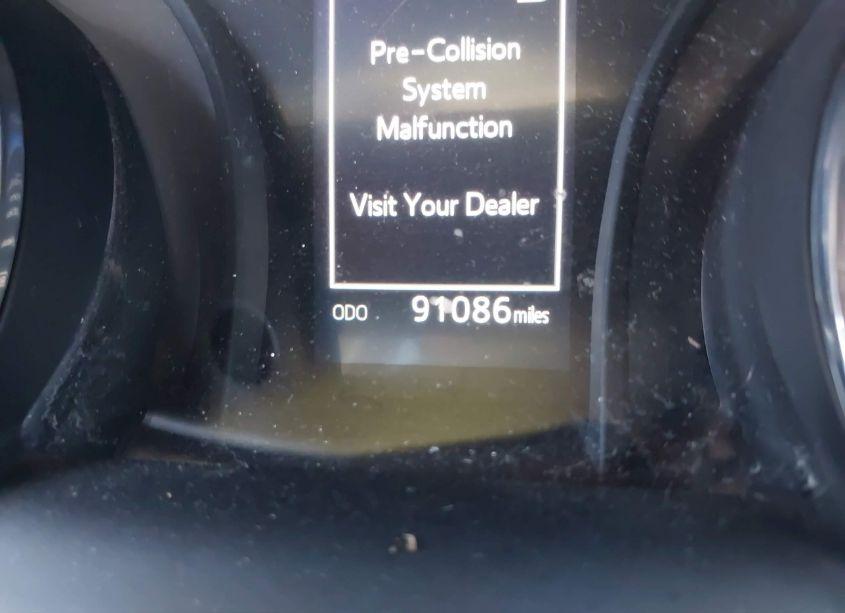 Pre-Collision
System
Malfunction
Visit Your Dealer
ODO 91086 miles